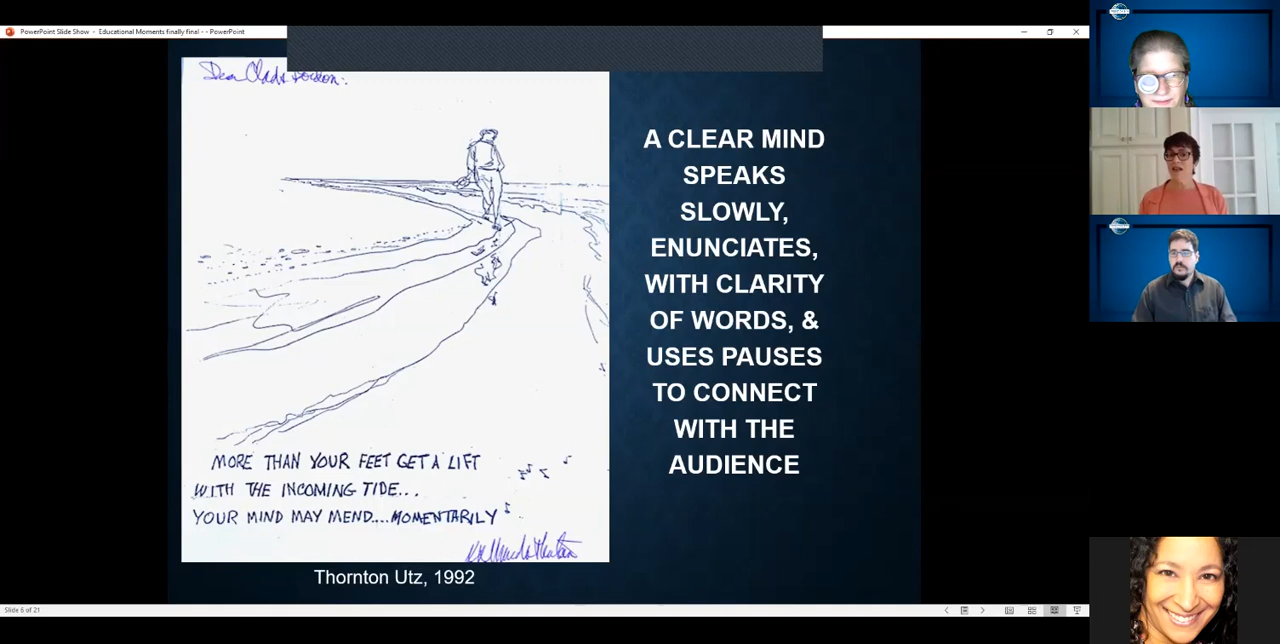 PowerPoint Slide Show - Educational Moments finally final - - PowerPoint
Dear
A CLEAR MIND
SPEAKS
SLOWLY,
ENUNCIATES,
WITH CLARITY
OF WORDS, &
USES PAUSES
TO CONNECT
WITH THE
AUDIENCE
MORE THAN YOUR FEET GET A LIFT
WITH THE INCOMING TIDE...
YOUR MIND MAY MEND....MOMENTARILY
Thornton Utz, 1992
Slide 6 of 21